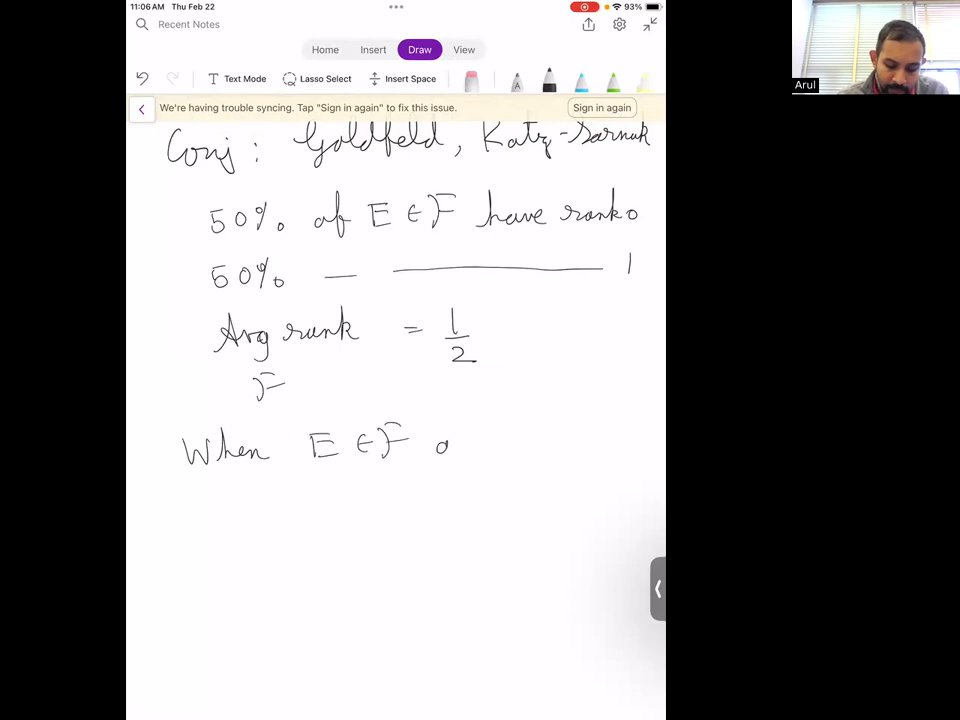 11:06 AM Thu Feb 22
93%
Recent Notes
Home Insert Draw View
T Text Mode Lasso Select Insert Space A
We're having trouble syncing. Tap "Sign in again" to fix this issue. Sign in again
Arul
Conj : Goldfeld, Katz-Sarnak
50% of E ∈ F have rank 0
50% — ——— 1
Avg rank = 1/2
F
When E ∈ F